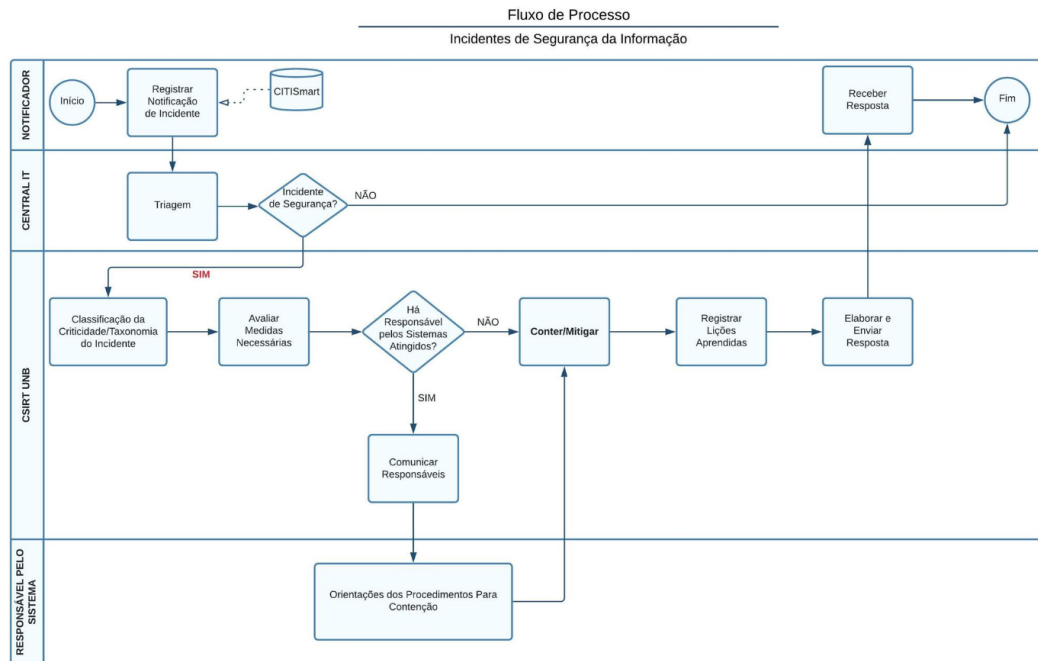 Fluxo de Processo
Incidentes de Segurança da Informação
NOTIFICADOR
Início
Registrar
Notificação
de Incidente
CITISmart
Receber
Resposta
Fim
CENTRAL IT
Triagem
Incidente
de Segurança?
NÃO
SIM
CSIRT UNB
Classificação da
Criticidade/Taxonomia
do Incidente
Avaliar
Medidas
Necessárias
Há
Responsável
pelos Sistemas
Atingidos?
NÃO
SIM
Conter/Mitigar
Registrar
Lições
Aprendidas
Elaborar e
Enviar
Resposta
Comunicar
Responsáveis
RESPONSÁVEL PELO
SISTEMA
Orientações dos Procedimentos Para
Contenção